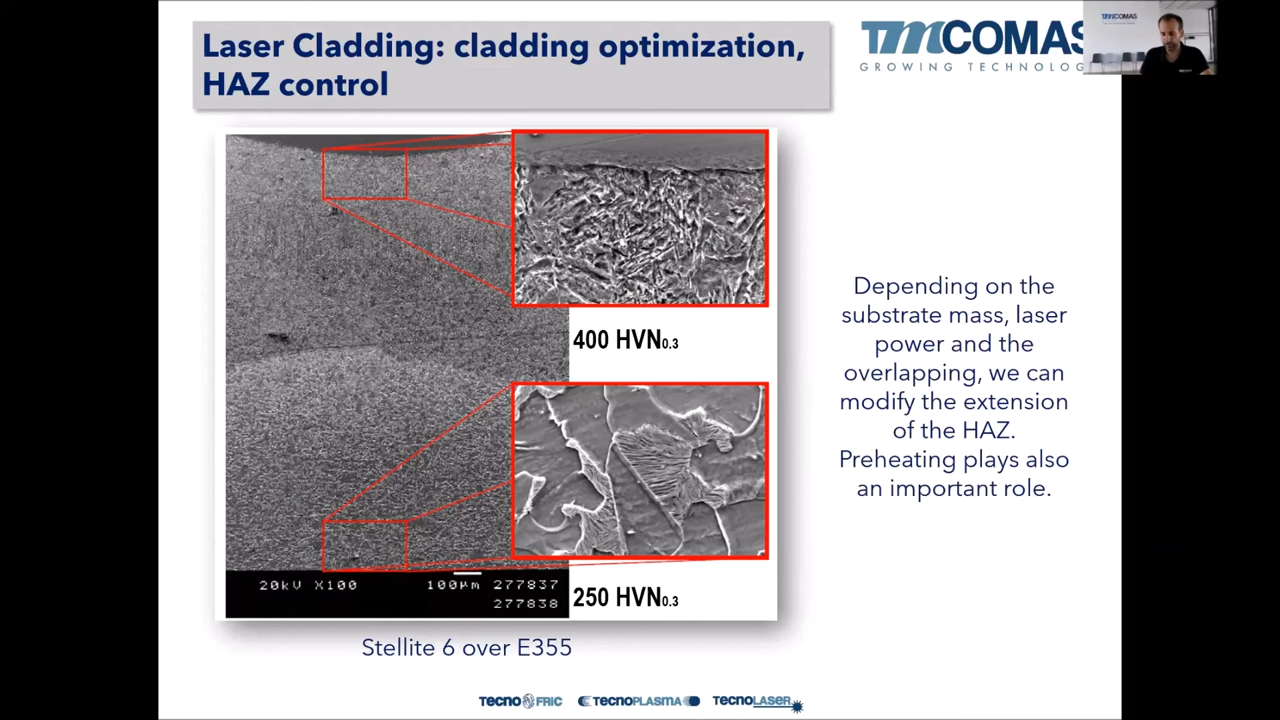 Laser Cladding: cladding optimization,
HAZ control
TMCOMAS
GROWING TECHNOLOG
TMCOMAS
400 HVN0.3
Depending on the
substrate mass, laser
power and the
overlapping, we can
modify the extension
of the HAZ.
Preheating plays also
an important role.
20kV X100 100µm 277837
277838
250 HVN0.3
Stellite 6 over E355
TECNO FRIC TECNOPLASMA TECNOLASER